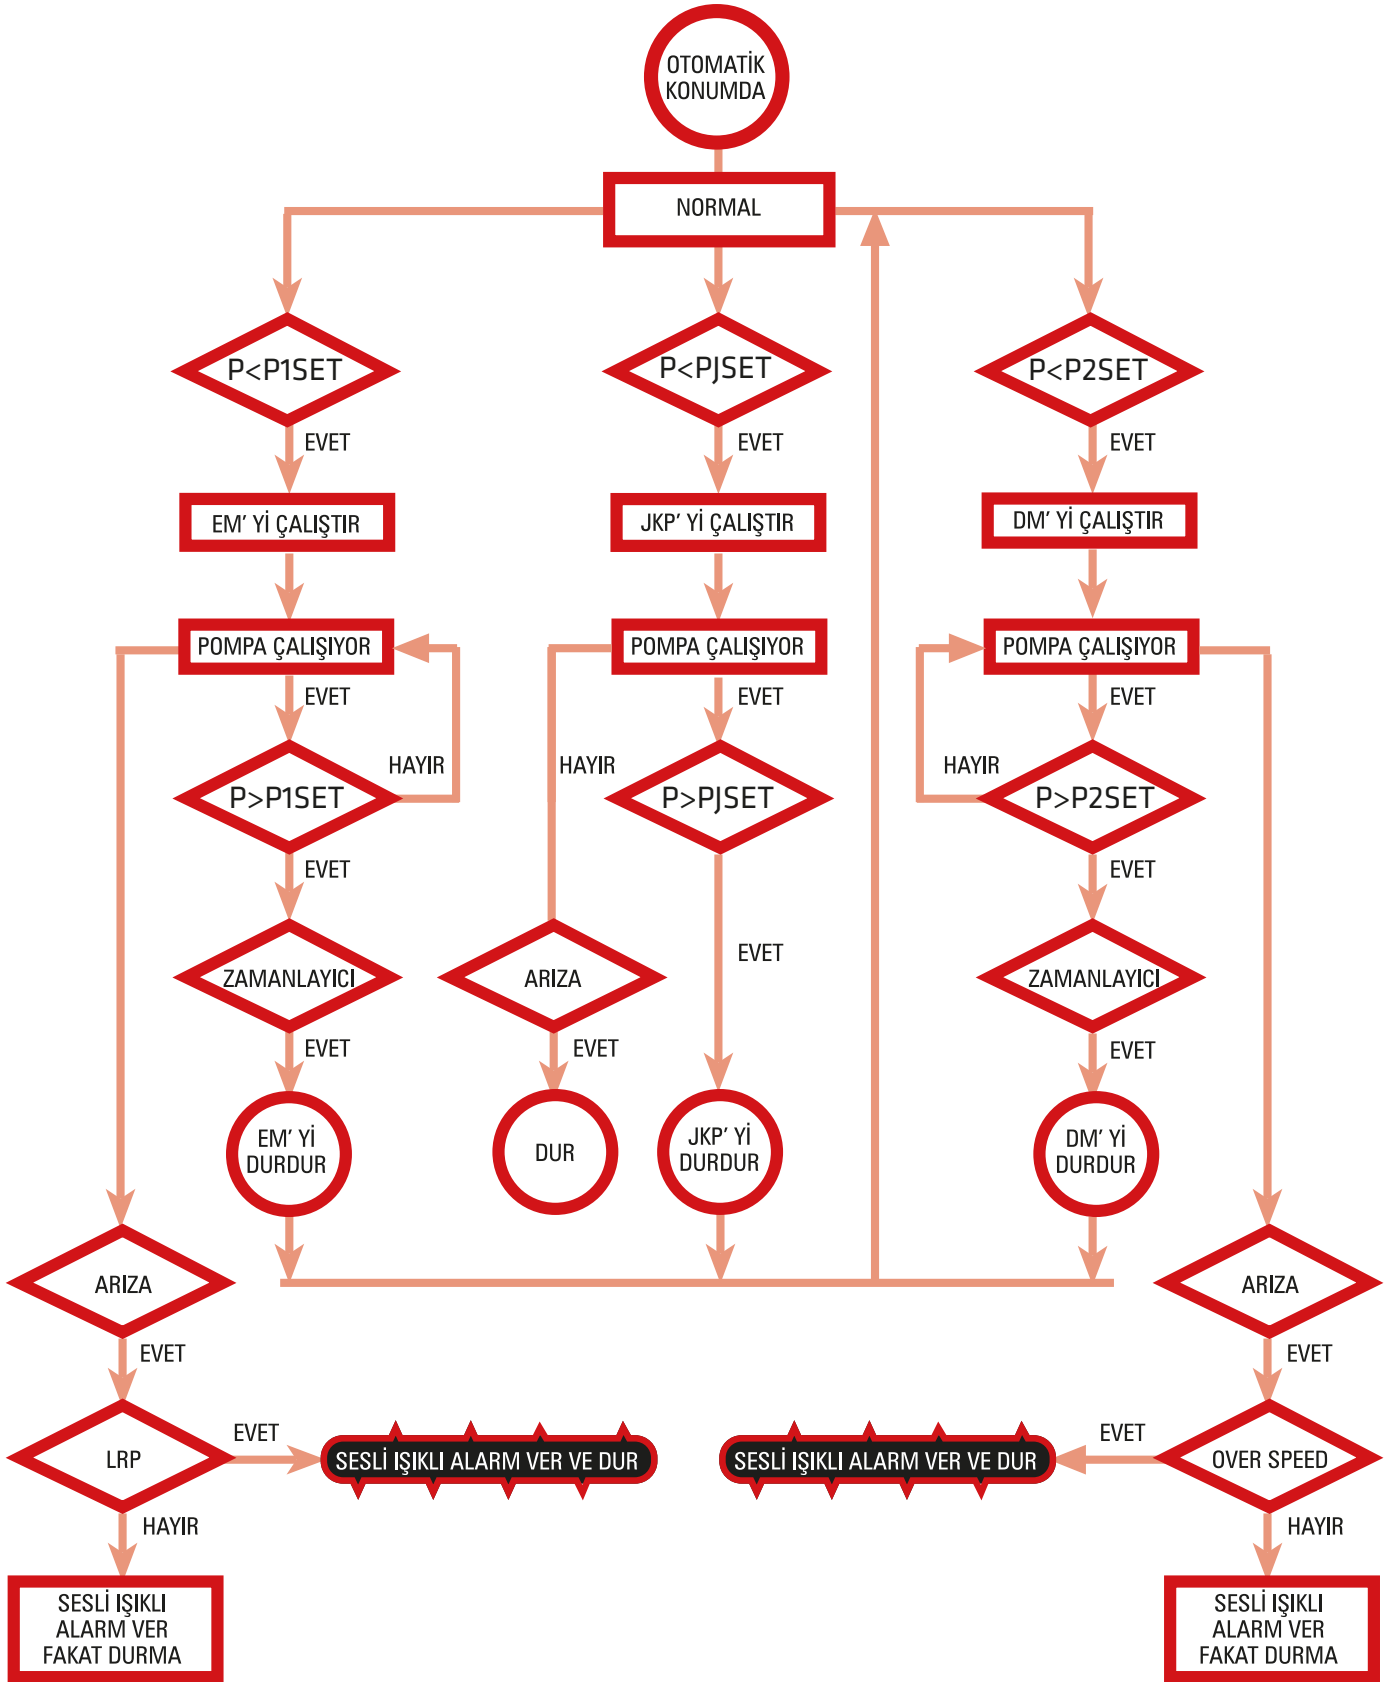 OTOMATİK
KONUMDA
NORMAL
P<P1SET
P<PJSET
P<P2SET
EVET
EVET
EVET
EM' Yİ ÇALIŞTIR
JKP' Yİ ÇALIŞTIR
DM' Yİ ÇALIŞTIR
POMPA ÇALIŞIYOR
POMPA ÇALIŞIYOR
POMPA ÇALIŞIYOR
EVET
EVET
EVET
HAYIR
HAYIR
HAYIR
P>P1SET
P>PJSET
P>P2SET
EVET
EVET
EVET
ZAMANLAYICI
ARIZA
ZAMANLAYICI
EVET
EVET
EVET
EM' Yİ
DURDUR
DUR
JKP' Yİ
DURDUR
DM' Yİ
DURDUR
ARIZA
ARIZA
EVET
EVET
LRP
EVET
SESLİ IŞIKLI ALARM VER VE DUR
SESLİ IŞIKLI ALARM VER VE DUR
EVET
OVER SPEED
HAYIR
HAYIR
SESLİ IŞIKLI
ALARM VER
FAKAT DURMA
SESLİ IŞIKLI
ALARM VER
FAKAT DURMA